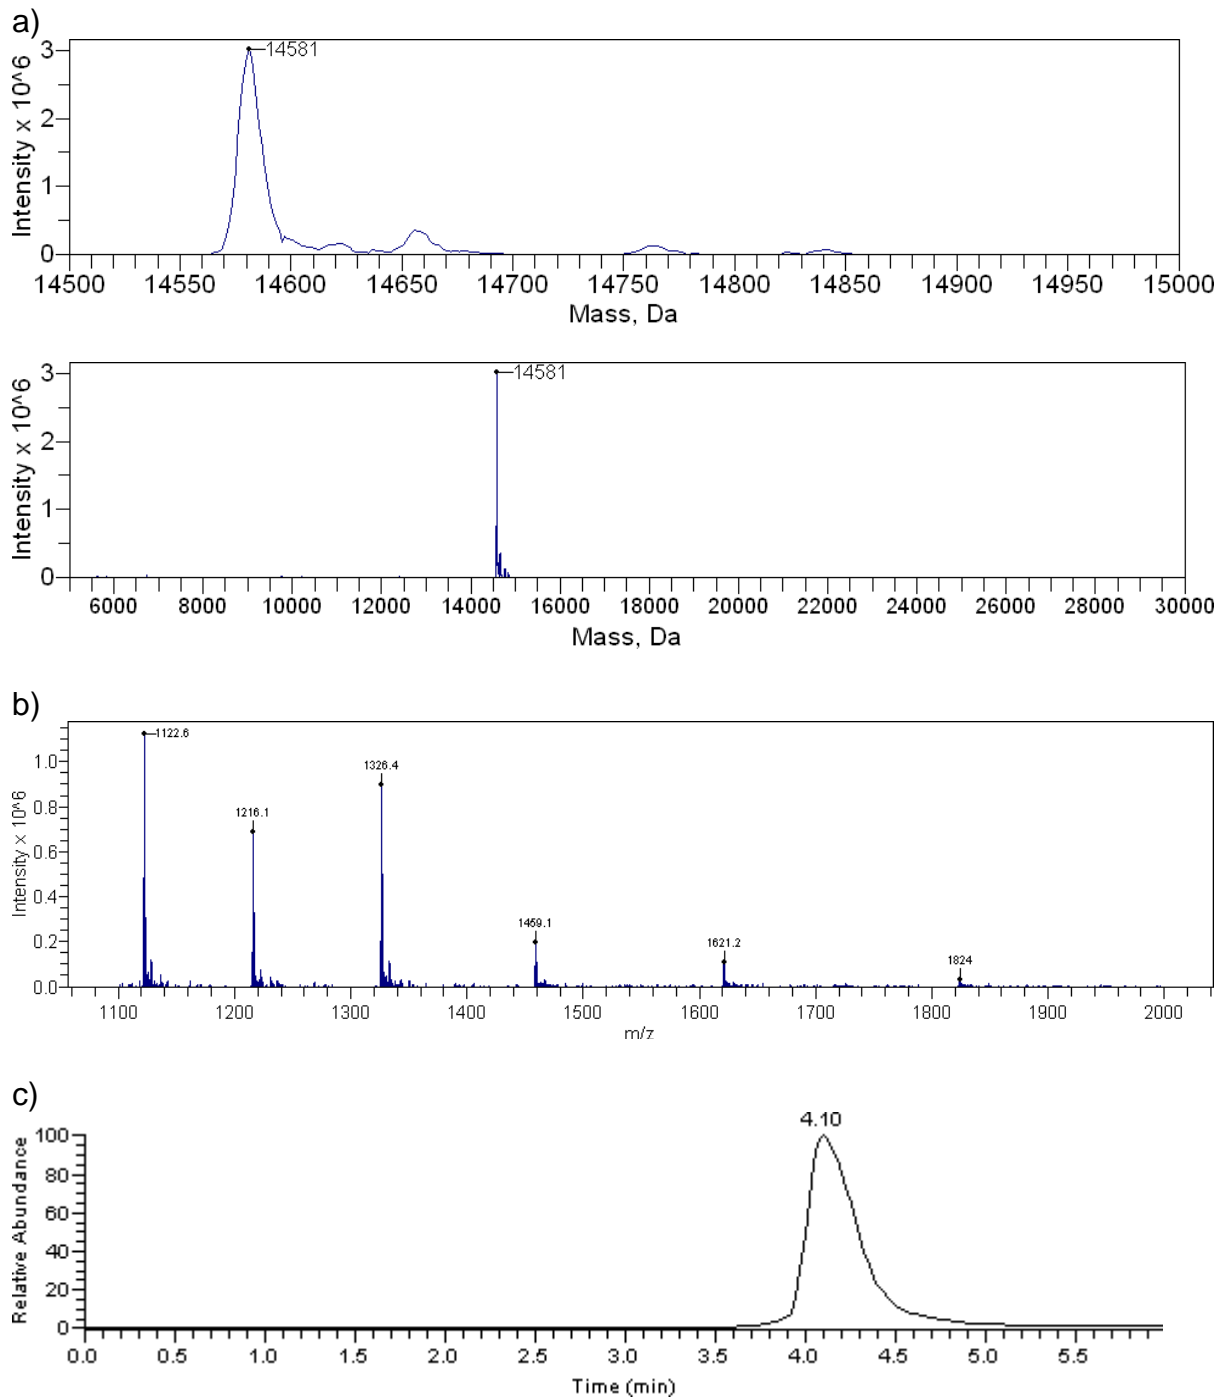 a)
Intensity x 10^6
3
2
1
0
14581
14500 14550 14600 14650 14700 14750 14800 14850 14900 14950 15000
Mass, Da
Intensity x 10^6
3
2
1
0
14581
6000 8000 10000 12000 14000 16000 18000 20000 22000 24000 26000 28000 30000
Mass, Da
b)
Intensity x 10^6
1.0
0.8
0.6
0.4
0.2
0.0
1122.6
1216.1
1326.4
1459.1
1621.2
1824
1100 1200 1300 1400 1500 1600 1700 1800 1900 2000
m/z
c)
Relative Abundance
100
80
60
40
20
0
4.10
0.0 0.5 1.0 1.5 2.0 2.5 3.0 3.5 4.0 4.5 5.0 5.5
Time (min)